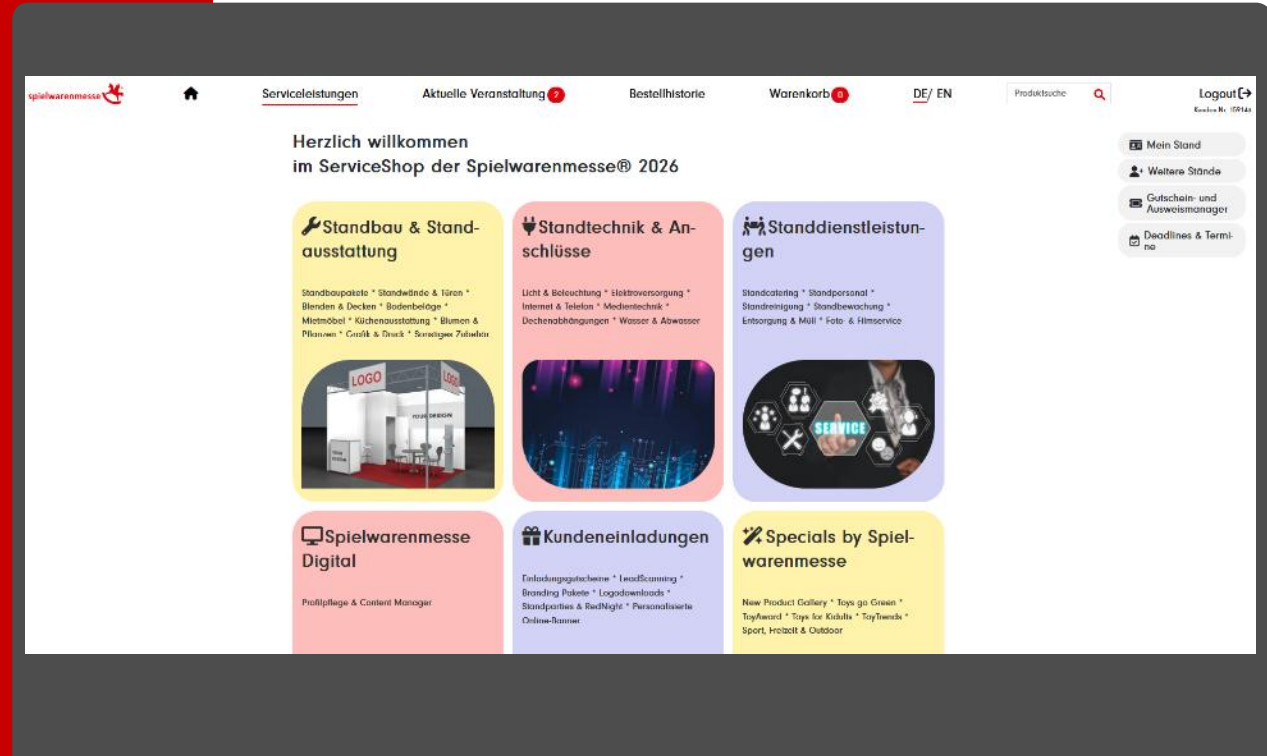 spielwarenmesse
Serviceleistungen
Aktuelle Veranstaltung 2
Bestellhistorie
Warenkorb 0
DE/ EN
Produktsuche
Logout
Herzlich willkommen
im ServiceShop der Spielwarenmesse® 2026
Mein Stand
Weitere Stände
Gutschein- und
Ausweismanager
Deadlines & Termi-
ne
Standbau & Stand-
ausstattung
Standbaupakete * Standwände & Türen *
Blenden & Decken * Bodenbeläge *
Mietmöbel * Küchenausstattung * Blumen &
Pflanzen * Grafik & Druck * Sonstiges Zubehör
LOGO
LOGO
YOUR DESIGN
Standtechnik & An-
schlüsse
Licht & Beleuchtung * Elektroversorgung *
Internet & Telefon * Medientechnik *
Dechenabhängungen * Wasser & Abwasser
Standdienstleistun-
gen
Standcatering * Standpersonal *
Standreinigung * Standbewachung *
Entsorgung & Müll * Foto- & Filmservice
SERVICE
Spielwarenmesse
Digital
Profilpflege & Content Manager
Kundeneinladungen
Einladungsgutscheine * LeadScanning *
Branding Pakete * Logodownloads *
Standparties & RedNight * Personalisierte
Online-Banner
Specials by Spiel-
warenmesse
New Product Gallery * Toys go Green *
ToyAward * Toys for Kidults * ToyTrends *
Sport, Freizeit & Outdoor